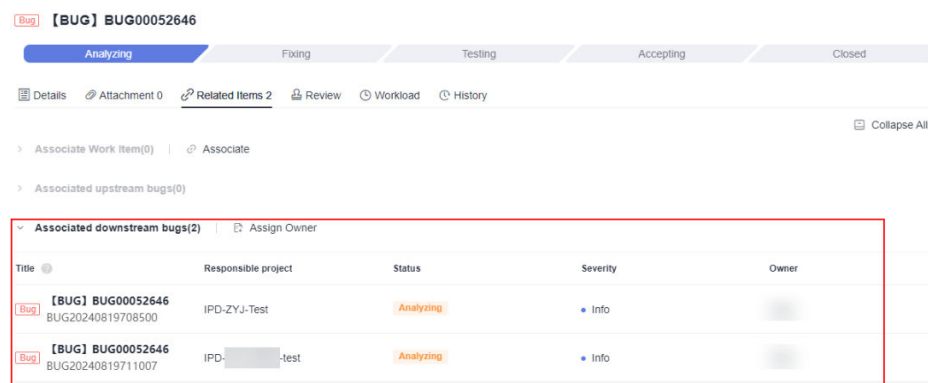 Bug 【BUG】BUG00052646
Analyzing Fixing Testing Accepting Closed
Details Attachment 0 Related Items 2 Review Workload History
Collapse All
Associate Work Item(0) Associate
Associated upstream bugs(0)
Associated downstream bugs(2) Assign Owner
Title Responsible project Status Severity Owner
Bug 【BUG】BUG00052646
BUG20240819708500 IPD-ZYJ-Test Analyzing Info
Bug 【BUG】BUG00052646
BUG20240819711007 IPD- -test Analyzing Info